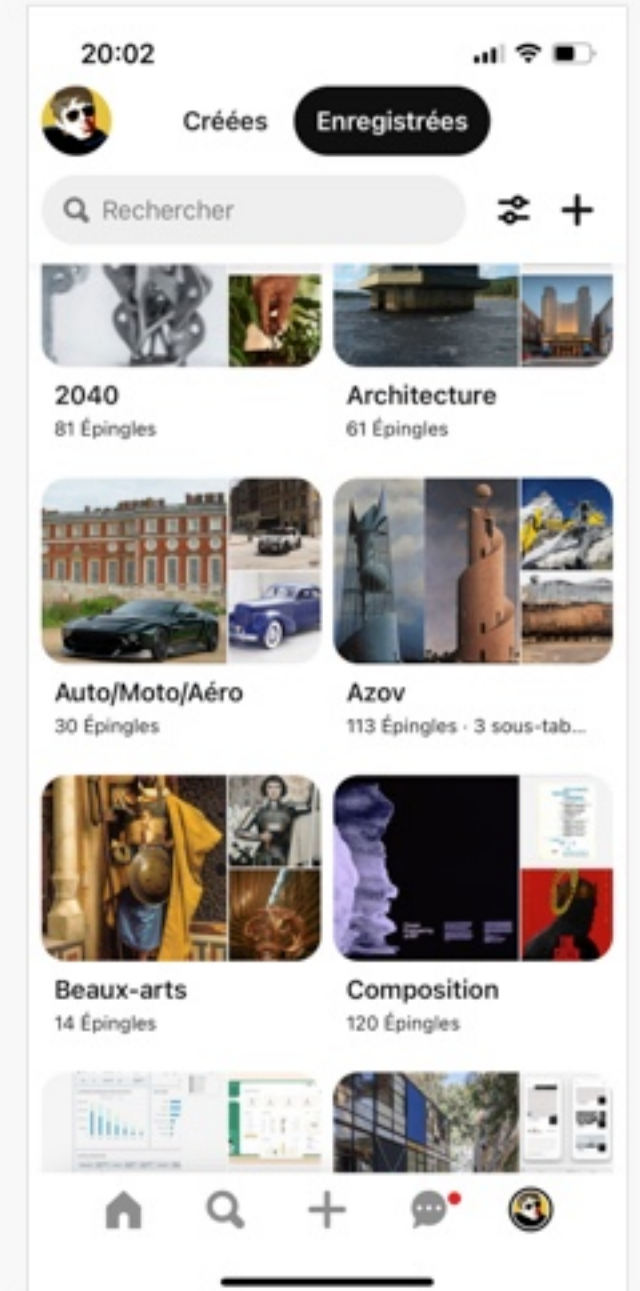 20:02
Créées
Enregistrées
Rechercher
2040
Architecture
81 Épingles
61 Épingles
Auto/Moto/Aéro
Azov
30 Épingles
113 Épingles · 3 sous-tab...
Beaux-arts
Composition
14 Épingles
120 Épingles